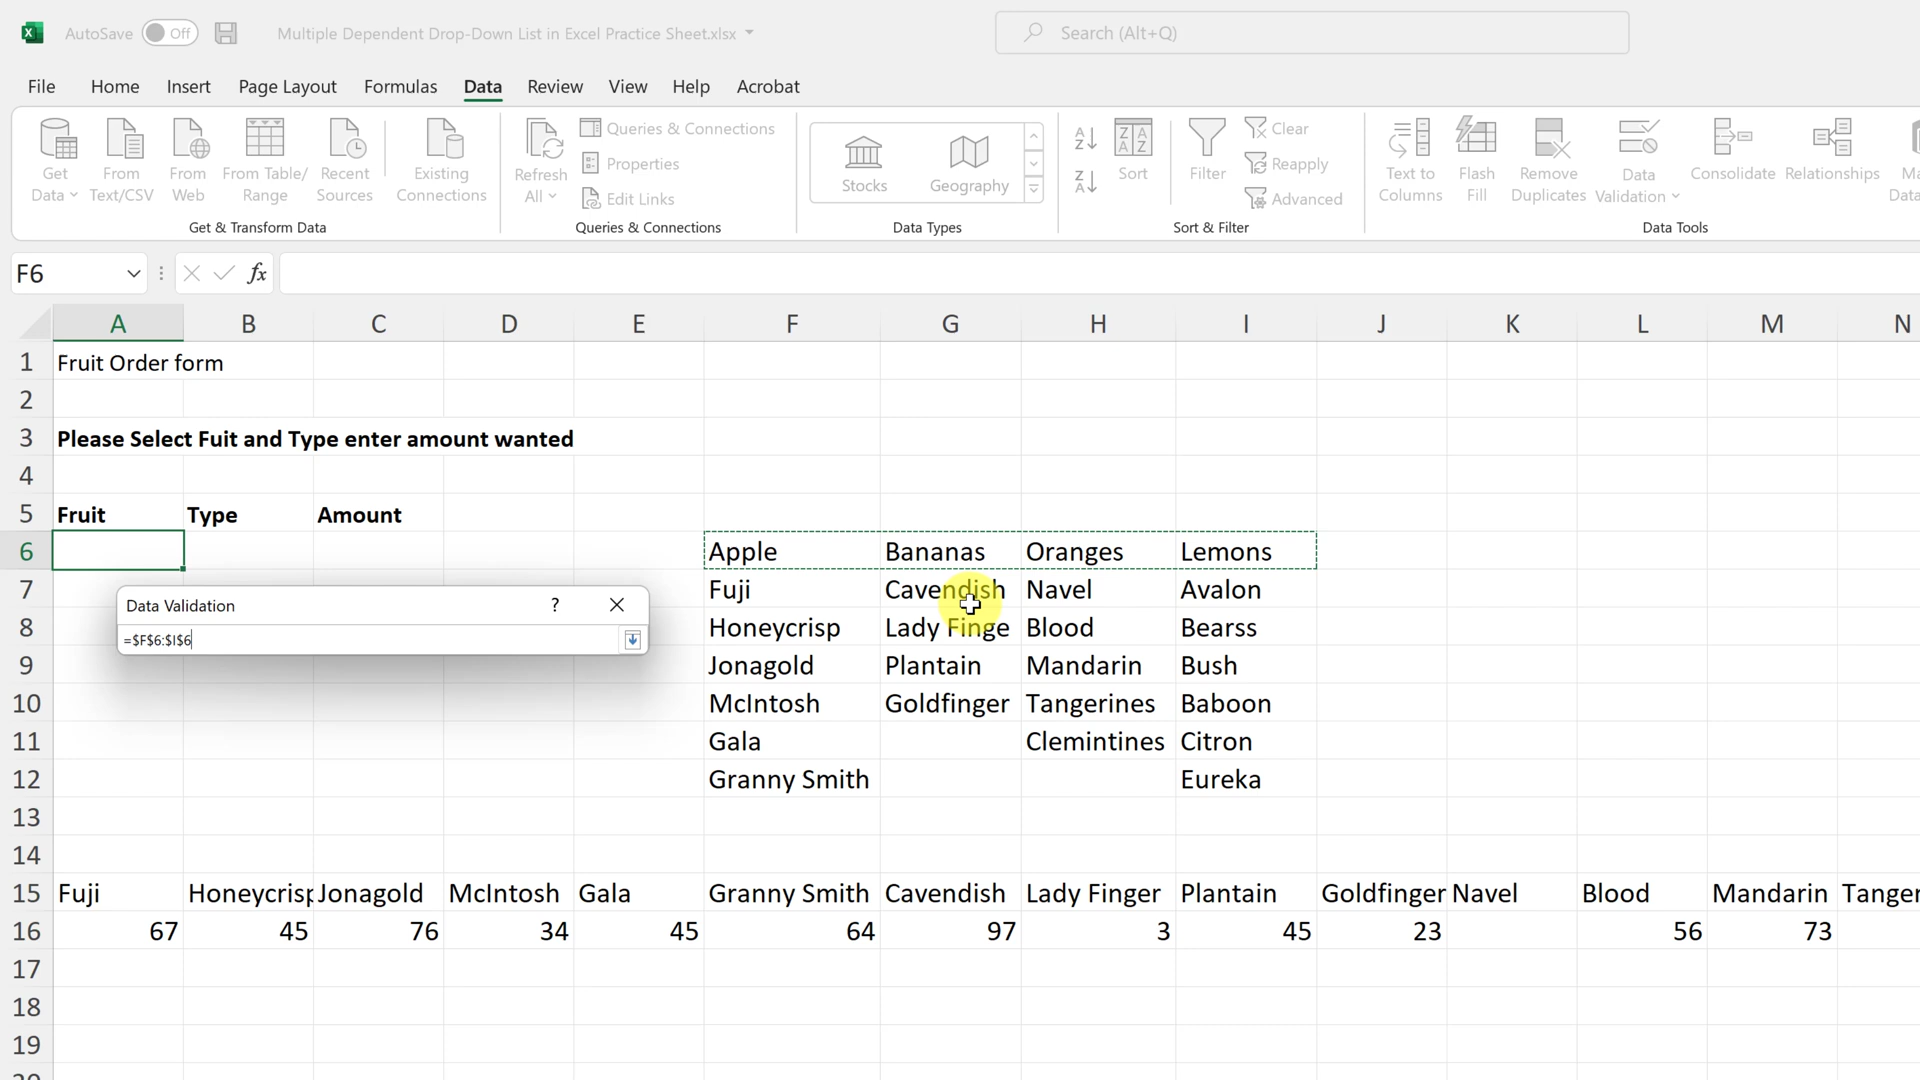 AutoSave Off Multiple Dependent Drop-Down List in Excel Practice Sheet.xlsx Search (Alt+Q)
File Home Insert Page Layout Formulas Data Review View Help Acrobat
Get Data From Text/CSV From Web From Table/ Range Recent Sources Existing Connections
Get & Transform Data
Refresh All Queries & Connections
Properties
Edit Links
Queries & Connections
Stocks Geography
Data Types
Sort Filter Clear
Reapply
Advanced
Sort & Filter
Text to Columns Flash Fill Remove Duplicates Data Validation Consolidate Relationships
Data Tools
F6 fx
A B C D E F G H I J K L M N
1 Fruit Order form
2
3 Please Select Fuit and Type enter amount wanted
4
5 Fruit Type Amount
6 Apple Bananas Oranges Lemons
7 Fuji Cavendish Navel Avalon
Data Validation ?
=$F$6:$I$6
8 Honeycrisp Lady Finge Blood Bearss
9 Jonagold Plantain Mandarin Bush
10 McIntosh Goldfinger Tangerines Baboon
11 Gala Clemintines Citron
12 Granny Smith Eureka
13
14
15 Fuji Honeycrisp Jonagold McIntosh Gala Granny Smith Cavendish Lady Finger Plantain Goldfinger Navel Blood Mandarin Tanger
16 67 45 76 34 45 64 97 3 45 23 56 73
17
18
19